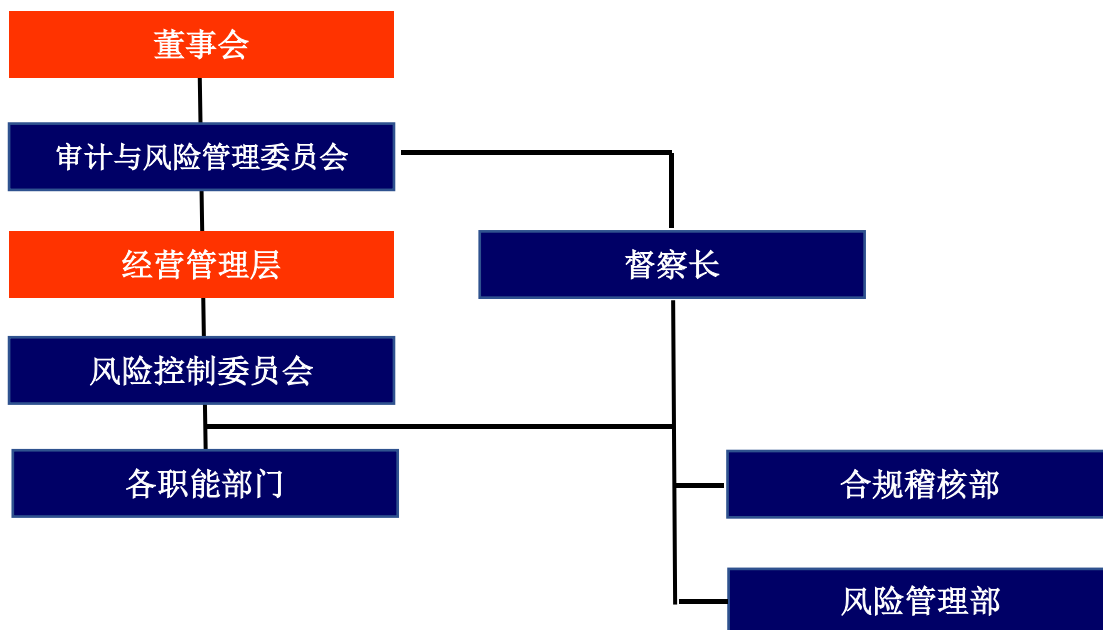 董事会
审计与风险管理委员会
经营管理层
督察长
风险控制委员会
各职能部门
合规稽核部
风险管理部